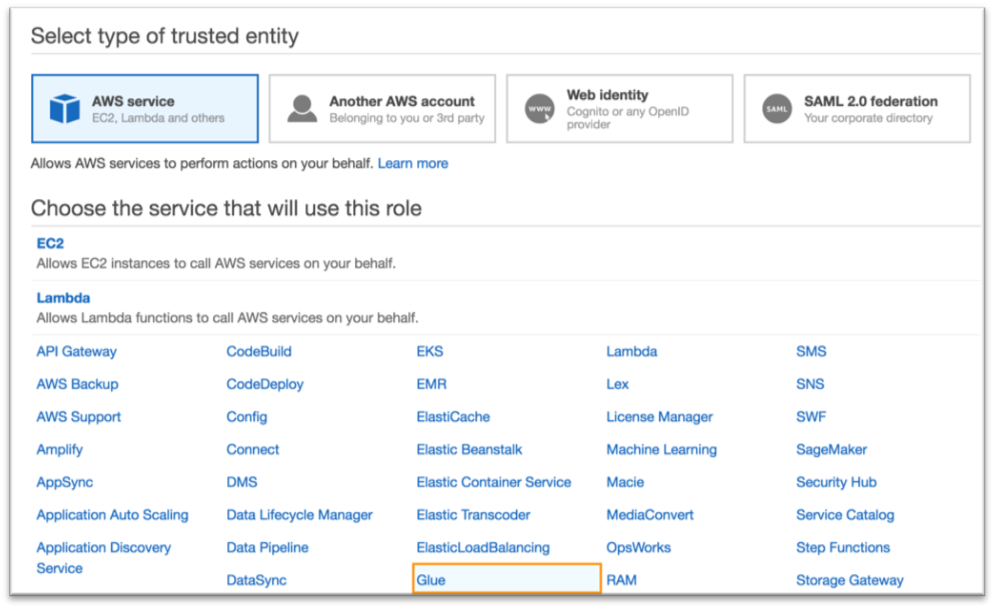 Select type of trusted entity
AWS service
EC2, Lambda and others
Another AWS account
Belonging to you or 3rd party
www
Web identity
Cognito or any OpenID
provider
SAML
SAML 2.0 federation
Your corporate directory
Allows AWS services to perform actions on your behalf. Learn more
Choose the service that will use this role
EC2
Allows EC2 instances to call AWS services on your behalf.
Lambda
Allows Lambda functions to call AWS services on your behalf.
API Gateway CodeBuild EKS Lambda SMS
AWS Backup CodeDeploy EMR Lex SNS
AWS Support Config ElastiCache License Manager SWF
Amplify Connect Elastic Beanstalk Machine Learning SageMaker
AppSync DMS Elastic Container Service Macie Security Hub
Application Auto Scaling Data Lifecycle Manager Elastic Transcoder MediaConvert Service Catalog
Application Discovery Data Pipeline ElasticLoadBalancing OpsWorks Step Functions
Service
DataSync Glue RAM Storage Gateway